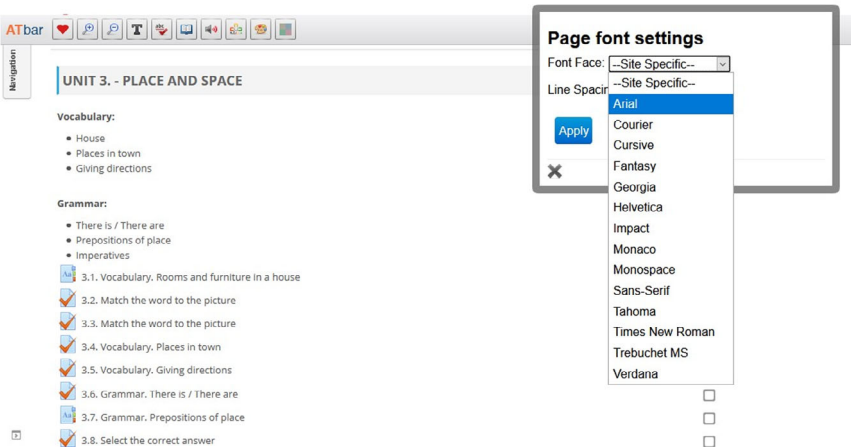 ATbar
T
abc
Navigation
UNIT 3. - PLACE AND SPACE
Vocabulary:
House
Places in town
Giving directions
Grammar:
There is / There are
Prepositions of place
Imperatives
3.1. Vocabulary. Rooms and furniture in a house
3.2. Match the word to the picture
3.3. Match the word to the picture
3.4. Vocabulary. Places in town
3.5. Vocabulary. Giving directions
3.6. Grammar. There is / There are
3.7. Grammar. Prepositions of place
3.8. Select the correct answer
Page font settings
Font Face: --Site Specific--
--Site Specific--
Line Spacin
Arial
Apply
Courier
Cursive
Fantasy
Georgia
Helvetica
Impact
Monaco
Monospace
Sans-Serif
Tahoma
Times New Roman
Trebuchet MS
Verdana